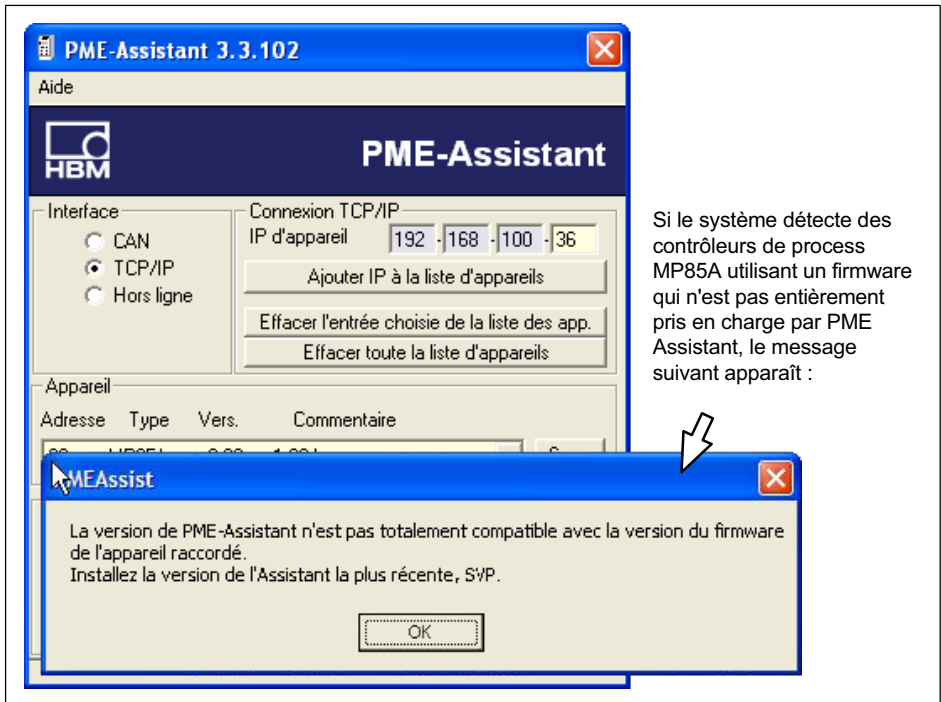 PME-Assistant 3.3.102
Aide
HBM
PME-Assistant
Interface
CAN
TCP/IP
Hors ligne
Connexion TCP/IP
IP d'appareil 192 -168 -100 -36
Ajouter IP à la liste d'appareils
Effacer l'entrée choisie de la liste des app.
Effacer toute la liste d'appareils
Si le système détecte des
contrôleurs de process
MP85A utilisant un firmware
qui n'est pas entièrement
pris en charge par PME
Assistant, le message
suivant apparaît :
Appareil
Adresse Type Vers. Commentaire
MEAssist
La version de PME-Assistant n'est pas totalement compatible avec la version du firmware
de l'appareil raccordé.
Installez la version de l'Assistant la plus récente, SVP.
OK